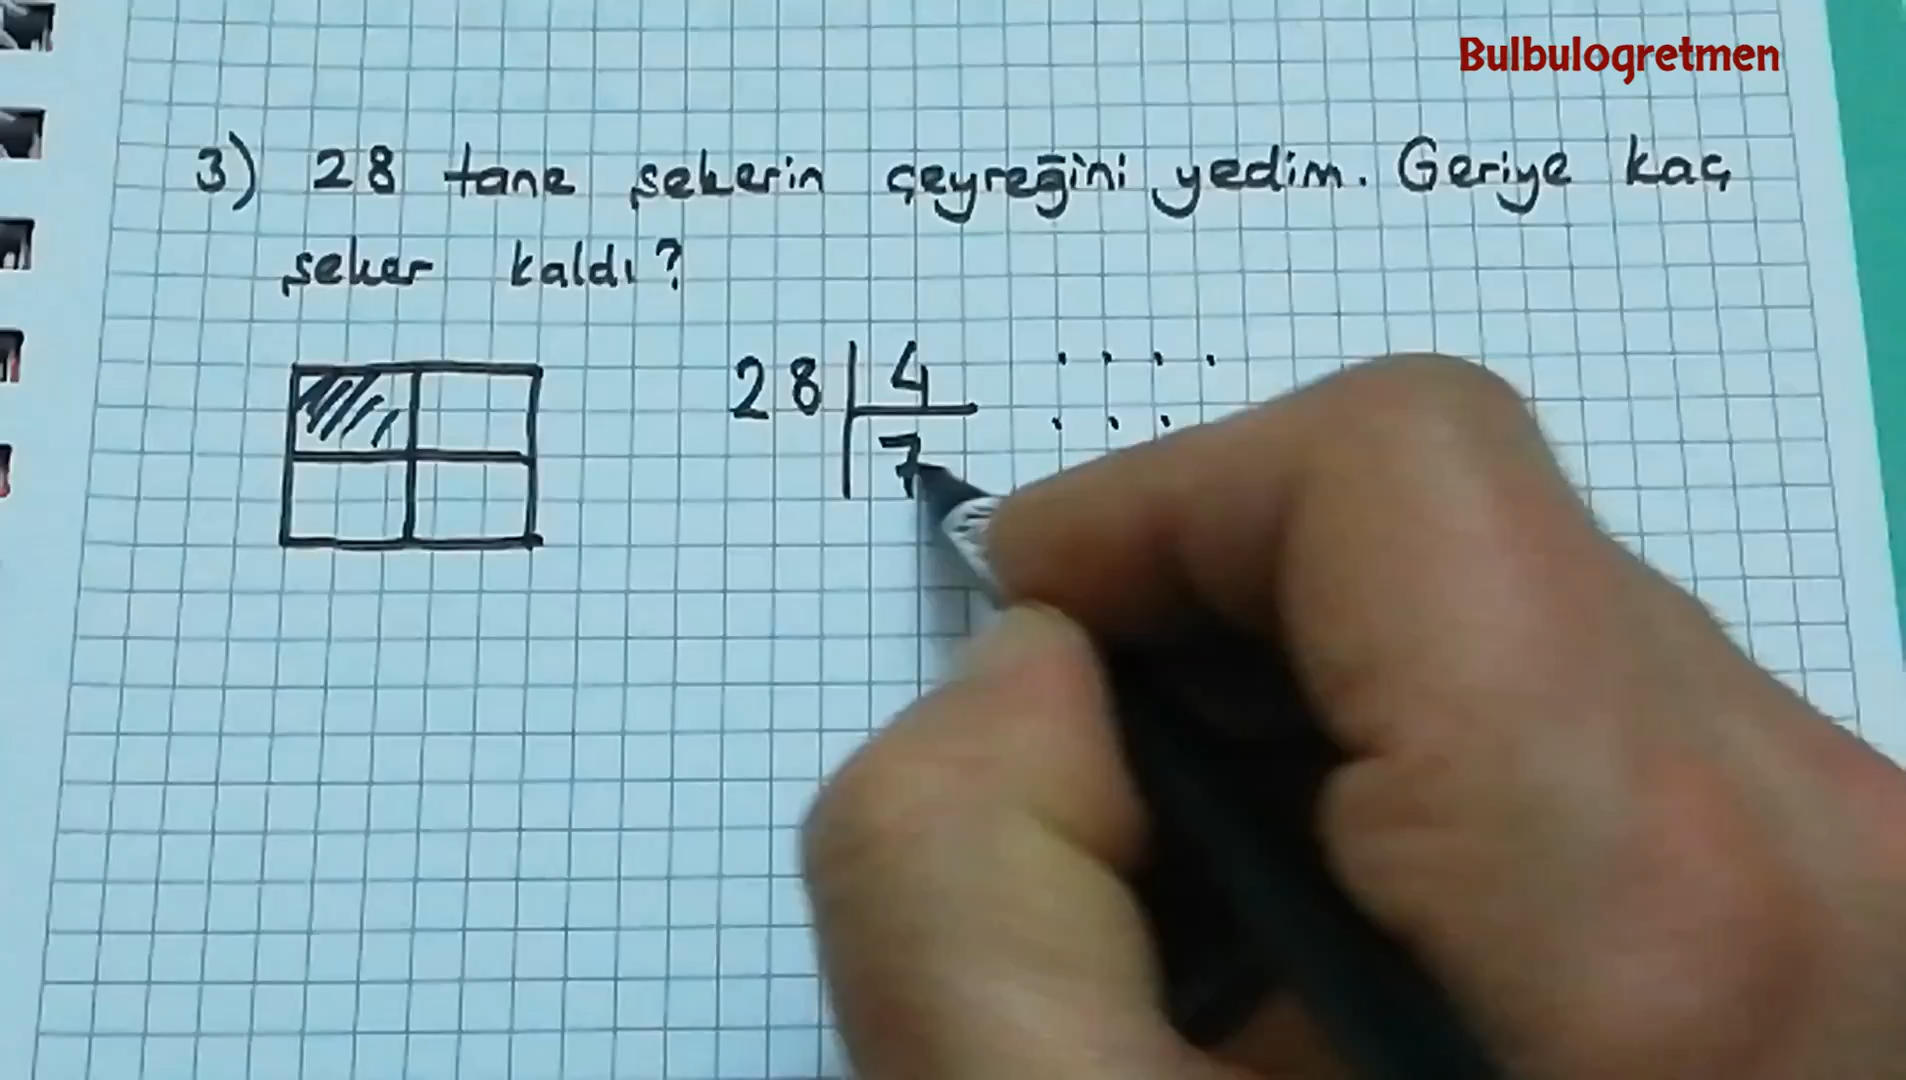 Bulbulogretmen
3) 28 tane şekerin çeyreğini yedim. Geriye kaç
şeker kaldı?
28 4
7